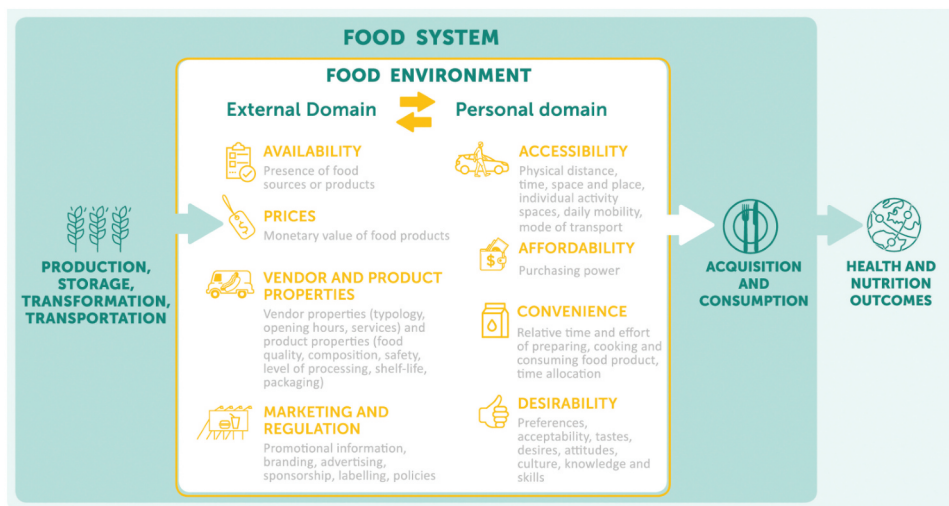 FOOD SYSTEM
FOOD ENVIRONMENT
External Domain
Personal domain
PRODUCTION,
STORAGE,
TRANSFORMATION,
TRANSPORTATION
AVAILABILITY
Presence of food
sources or products
PRICES
$
Monetary value of food products
VENDOR AND PRODUCT
PROPERTIES
Vendor properties (typology,
opening hours, services) and
product properties (food
quality, composition, safety,
level of processing, shelf-life,
packaging)
MARKETING AND
REGULATION
Promotional information,
branding, advertising,
sponsorship, labelling, policies
ACCESSIBILITY
Physical distance,
time, space and place,
individual activity
spaces, daily mobility,
mode of transport
AFFORDABILITY
$
Purchasing power
CONVENIENCE
Relative time and effort
of preparing, cooking and
consuming food product,
time allocation
DESIRABILITY
Preferences,
acceptability, tastes,
desires, attitudes,
culture, knowledge and
skills
ACQUISITION
AND
CONSUMPTION
HEALTH AND
NUTRITION
OUTCOMES